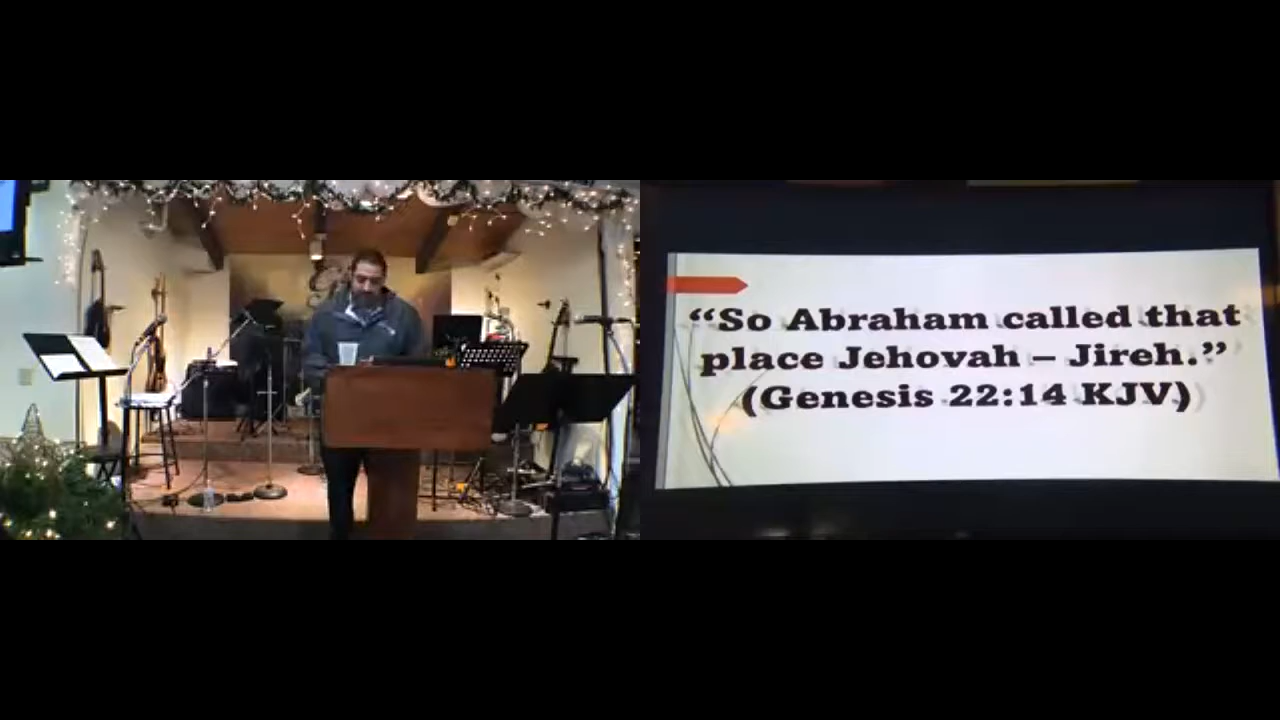 “So Abraham called that
place Jehovah – Jireh.”
(Genesis 22:14 KJV)